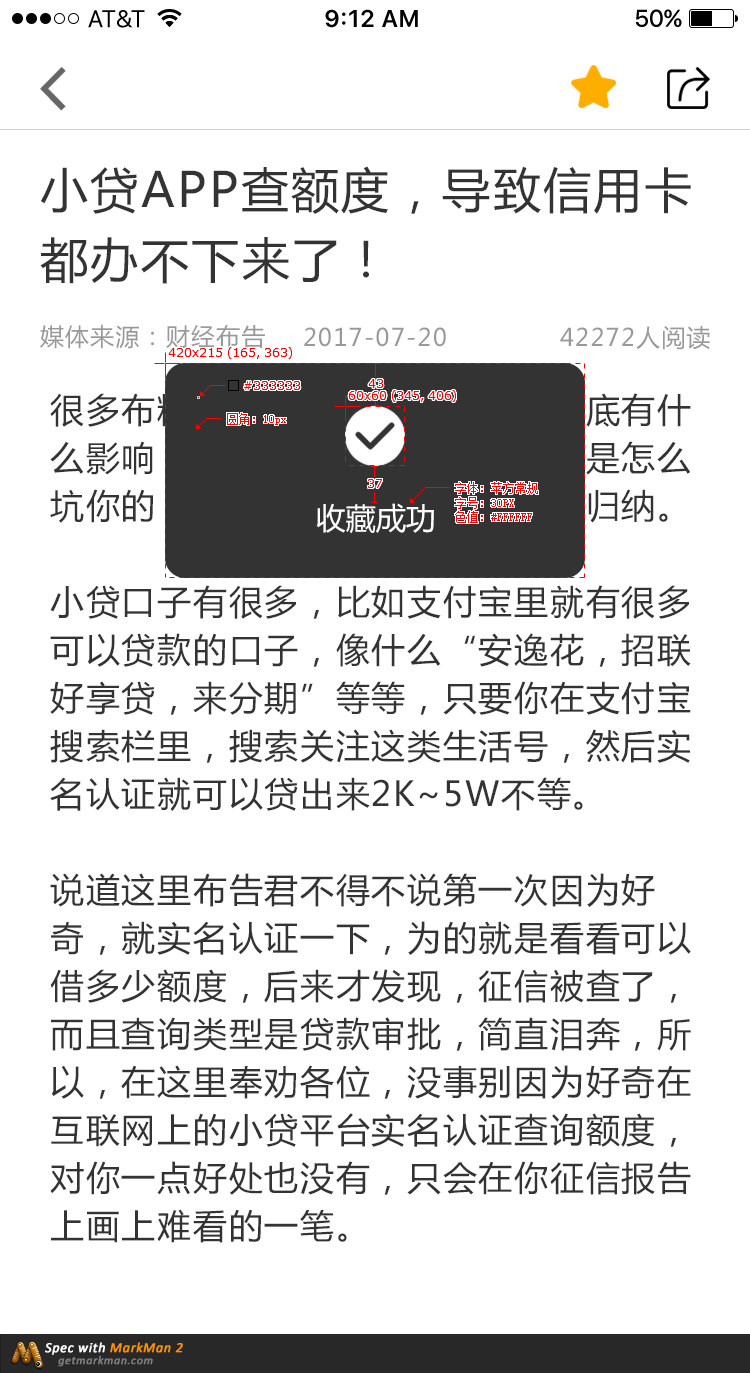 AT&T 9:12 AM 50%
小贷APP查额度，导致信用卡
都办不下来了！
媒体来源：财经布告 2017-07-20 42272人阅读
420x215 (165, 363)
#333333 43
60x60 (345, 406)
很多布 底有什
圆角：10px
么影响 是怎么
37
字体：苹方常规
坑你的 字号：30PX 归纳。
收藏成功 色值：#FFFFFF
小贷口子有很多，比如支付宝里就有很多
可以贷款的口子，像什么“安逸花，招联
好享贷，来分期”等等，只要你在支付宝
搜索栏里，搜索关注这类生活号，然后实
名认证就可以贷出来2K~5W不等。
说道这里布告君不得不说第一次因为好
奇，就实名认证一下，为的就是看看可以
借多少额度，后来才发现，征信被查了，
而且查询类型是贷款审批，简直泪奔，所
以，在这里奉劝各位，没事别因为好奇在
互联网上的小贷平台实名认证查询额度，
对你一点好处也没有，只会在你征信报告
上画上难看的一笔。
Spec with MarkMan 2
getmarkman.com